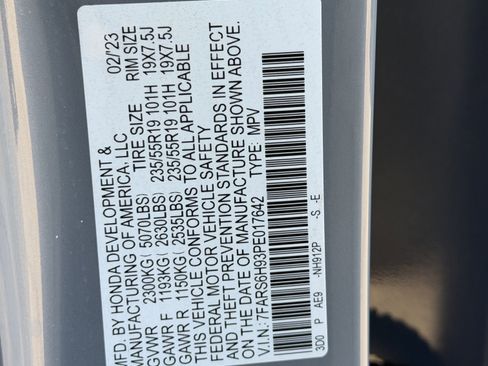 MFD. BY HONDA DEVELOPMENT & 02/'23
MANUFACTURING OF AMERICA, LLC
TIRE SIZE RIM SIZE
GVWR 2300KG( 5070LBS)
GAWR F 1193KG( 2630LBS) 235/55R19 101H 19X7.5J
GAWR R 1150KG( 2535LBS) 235/55R19 101H 19X7.5J
THIS VEHICLE CONFORMS TO ALL APPLICABLE
FEDERAL MOTOR VEHICLE SAFETY
AND THEFT PREVENTION STANDARDS IN EFFECT
ON THE DATE OF MANUFACTURE SHOWN ABOVE.
V.I.N.: 7FARS6H93PE017642 TYPE: MPV
3D0 P AE9 -NH912P -S -E